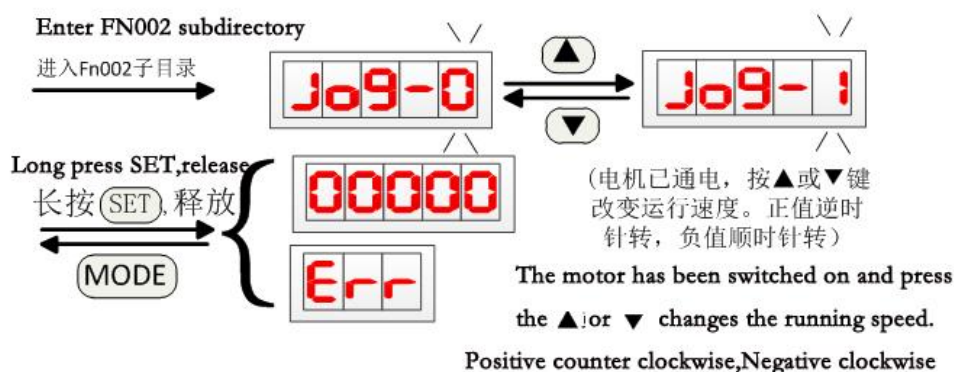 Enter FN002 subdirectory
进入Fn002子目录
Jog-0
▲
▼
Jog-1
Long press SET,release
长按 SET,释放
MODE
00000
Err
(电机已通电，按▲或▼键
改变运行速度。正值逆时
针转，负值顺时针转)
The motor has been switched on and press
the ▲ or ▼ changes the running speed.
Positive counter clockwise,Negative clockwise